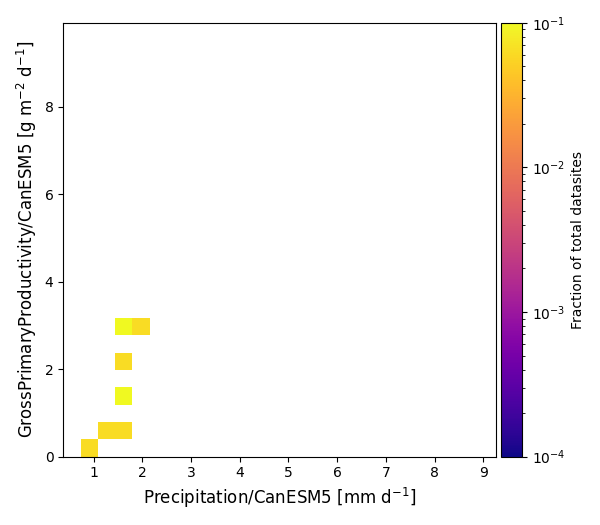 GrossPrimaryProductivity/CanESM5 [g m⁻² d⁻¹]
8
6
4
2
0
1 2 3 4 5 6 7 8 9
Precipitation/CanESM5 [mm d⁻¹]
10⁻¹
10⁻²
10⁻³
10⁻⁴
Fraction of total datasites